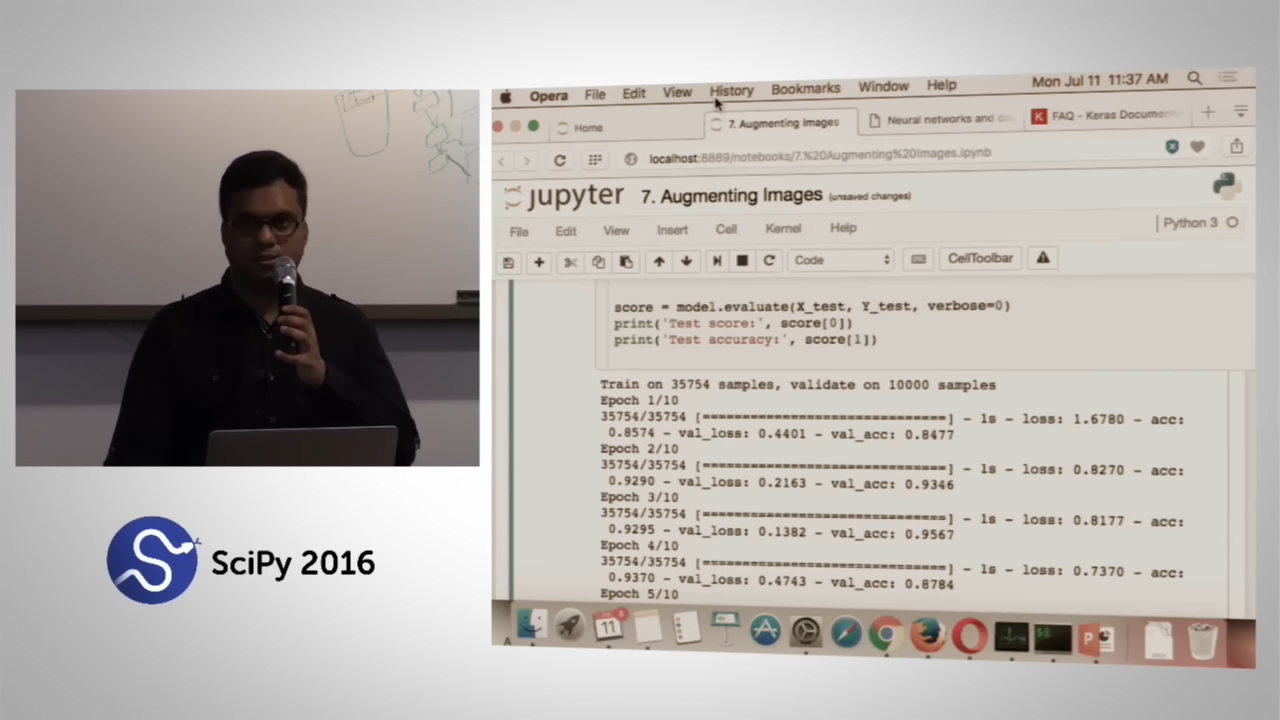 Opera File Edit View History Bookmarks Window Help Mon Jul 11 11:37 AM
Home
7. Augmenting Images
Neural networks and
FAQ - Keras Documen
localhost:8889/notebooks/7.%20Augmenting%20Images.ipynb
jupyter 7. Augmenting Images (unsaved changes)
File Edit View Insert Cell Kernel Help Python 3
Code CellToolbar
score = model.evaluate(X_test, Y_test, verbose=0)
print('Test score:', score[0])
print('Test accuracy:', score[1])
Train on 35754 samples, validate on 10000 samples
Epoch 1/10
35754/35754 [==============================] - 1s - loss: 1.6780 - acc:
0.8574 - val_loss: 0.4401 - val_acc: 0.8477
Epoch 2/10
35754/35754 [==============================] - 1s - loss: 0.8270 - acc:
0.9290 - val_loss: 0.2163 - val_acc: 0.9346
Epoch 3/10
35754/35754 [==============================] - 1s - loss: 0.8177 - acc:
0.9295 - val_loss: 0.1382 - val_acc: 0.9567
Epoch 4/10
35754/35754 [==============================] - 1s - loss: 0.7370 - acc:
0.9370 - val_loss: 0.4743 - val_acc: 0.8784
Epoch 5/10
11
SciPy 2016